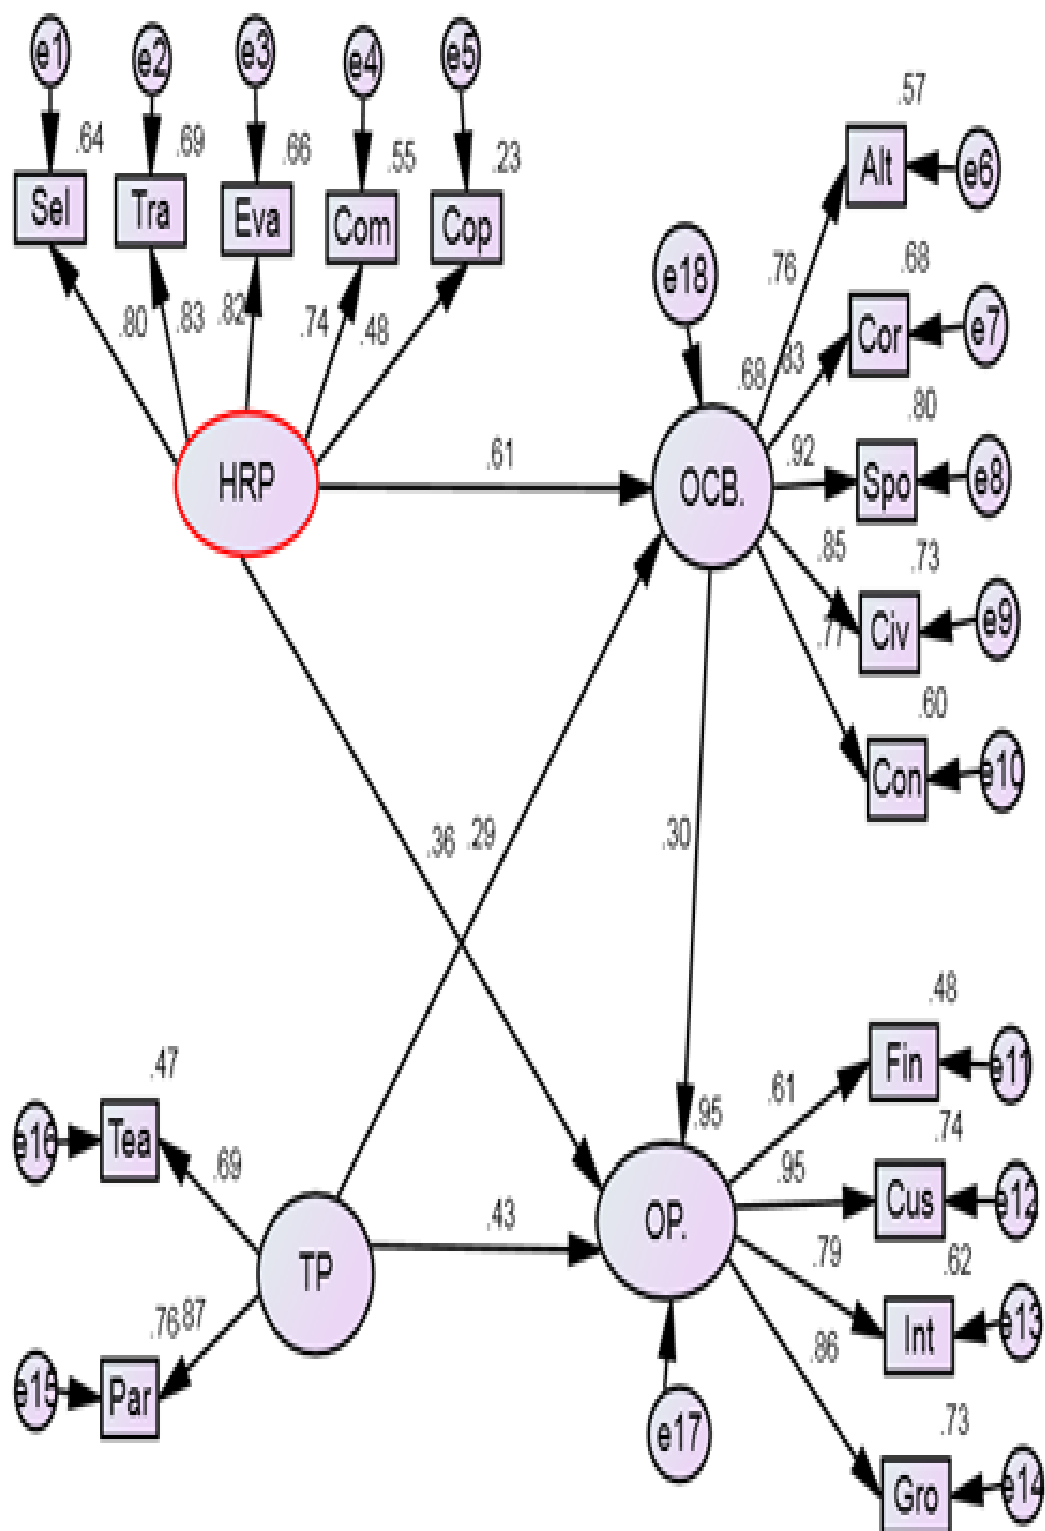 e1 e2 e3 e4 e5
.64 .69 .66 .55 .23
Sel Tra Eva Com Cop
.80 .83 .82 .74 .48
HRP
.61
e18
.68
OCB.
.57
Alt e6
.76
.68
Cor e7
.83
.80
.92
Spo e8
.85
.73
Civ e9
.77
.60
Con e10
.36 .29
.30
.47
e16 Tea
.69
TP
.43
.76 .87
e15 Par
.95
OP.
e17
.48
.61
Fin e11
.74
.95
Cus e12
.79
.62
Int e13
.86
.73
Gro e14